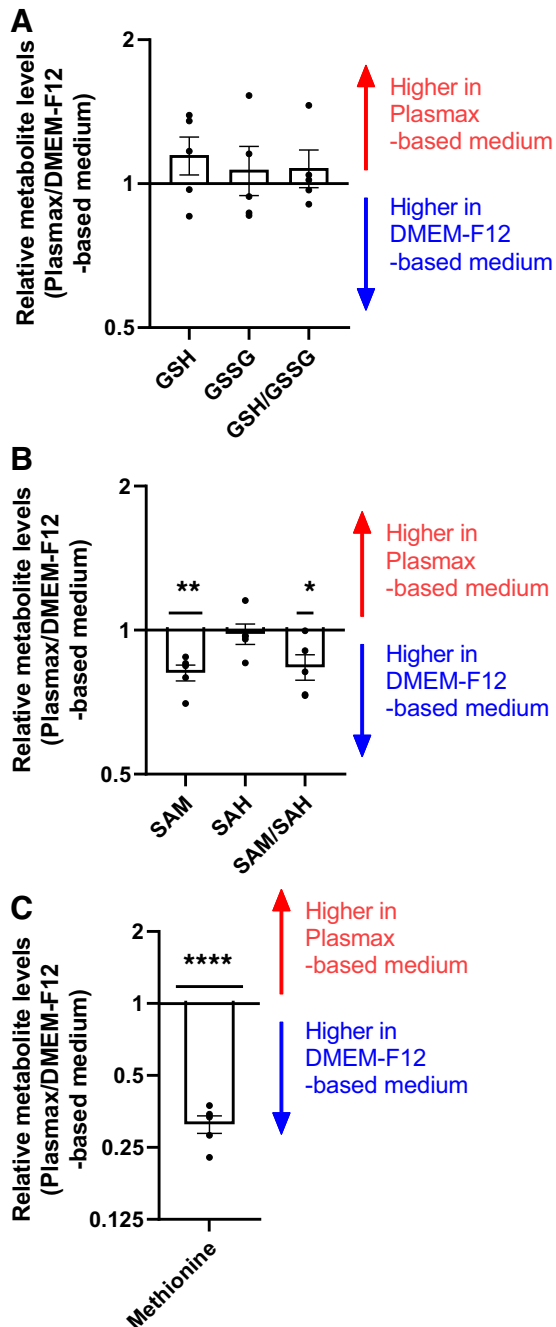 A
Relative metabolite levels
(Plasmax/DMEM-F12
-based medium)
2
1
0.5
GSH
GSSG
GSH/GSSG
Higher in
Plasmax
-based medium
Higher in
DMEM-F12
-based medium
B
Relative metabolite levels
(Plasmax/DMEM-F12
-based medium)
2
1
0.5
**
*
SAM
SAH
SAM/SAH
Higher in
Plasmax
-based medium
Higher in
DMEM-F12
-based medium
C
Relative metabolite levels
(Plasmax/DMEM-F12
-based medium)
2
1
0.5
0.25
0.125
****
Methionine
Higher in
Plasmax
-based medium
Higher in
DMEM-F12
-based medium